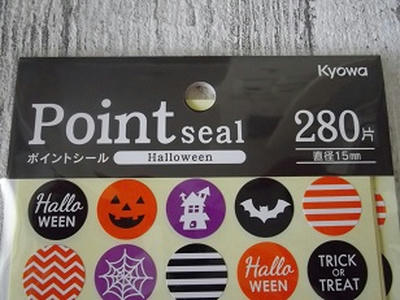 Kyowa
Point seal
280片
ポイントシール Halloween
直径15mm
Hallo
WEEN
Hallo
WEEN
TRICK
OR
TREAT